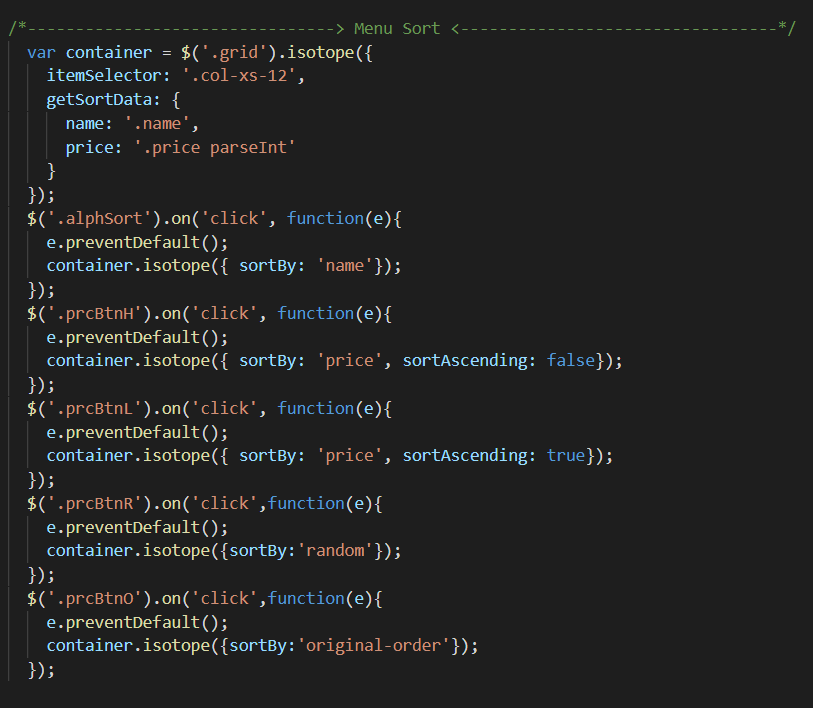 /*--------------------------------> Menu Sort <---------------------------------*/
var container = $('.grid').isotope({
itemSelector: '.col-xs-12',
getSortData: {
name: '.name',
price: '.price parseInt'
}
});
$('.alphSort').on('click', function(e){
e.preventDefault();
container.isotope({ sortBy: 'name'});
});
$('.prcBtnH').on('click', function(e){
e.preventDefault();
container.isotope({ sortBy: 'price', sortAscending: false});
});
$('.prcBtnL').on('click', function(e){
e.preventDefault();
container.isotope({ sortBy: 'price', sortAscending: true});
});
$('.prcBtnR').on('click',function(e){
e.preventDefault();
container.isotope({sortBy:'random'});
});
$('.prcBtnO').on('click',function(e){
e.preventDefault();
container.isotope({sortBy:'original-order'});
});